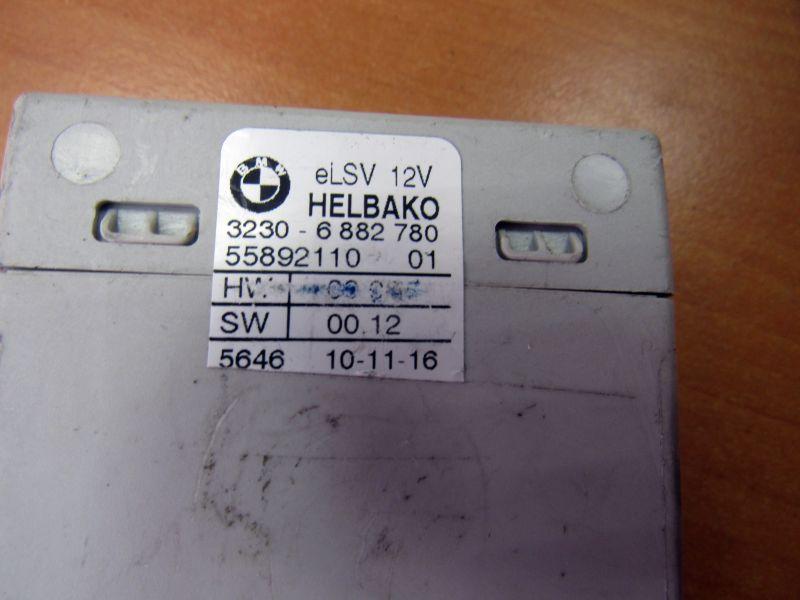 BMW
eLSV 12V
HELBAKO
3230 - 6 882 780
55892110 01
HW
SW 00.12
5646 10-11-16